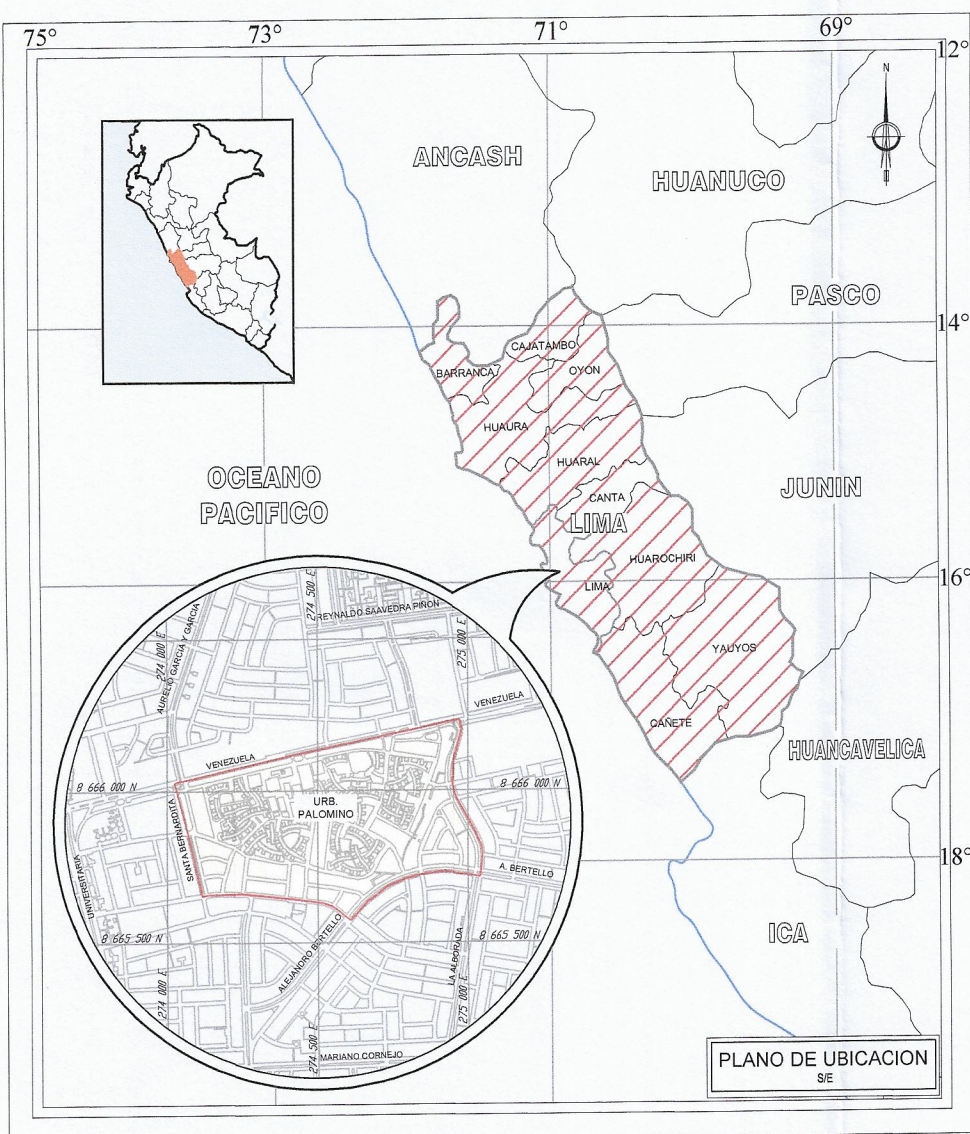 75°
73°
71°
69°
12°
N
ANCASH
HUANUCO
PASCO
14°
CAJATAMBO
BARRANCA
OYON
HUAURA
HUARAL
OCEANO
PACIFICO
JUNIN
CANTA
LIMA
HUAROCHIRI
LIMA
16°
YAUYOS
CAÑETE
HUANCAVELICA
18°
ICA
274 500 E
REYNALDO SAAVEDRA PIÑON
274 000 E
AURELIO GARCIA Y GARCIA
275 000 E
VENEZUELA
VENEZUELA
8 666 000 N
8 666 000 N
URB.
PALOMINO
SANTA BERNARDITA
UNIVERSITARIA
A. BERTELLO
8 665 500 N
8 665 500 N
ALEJANDRO BERTELLO
LA ALBORADA
274 000 E
275 000 E
274 500 E
MARIANO CORNEJO
PLANO DE UBICACION
S/E